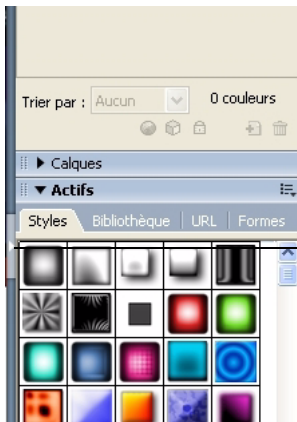 Trier par : Aucun 0 couleurs
Calques
Actifs
Styles Bibliothèque URL Formes